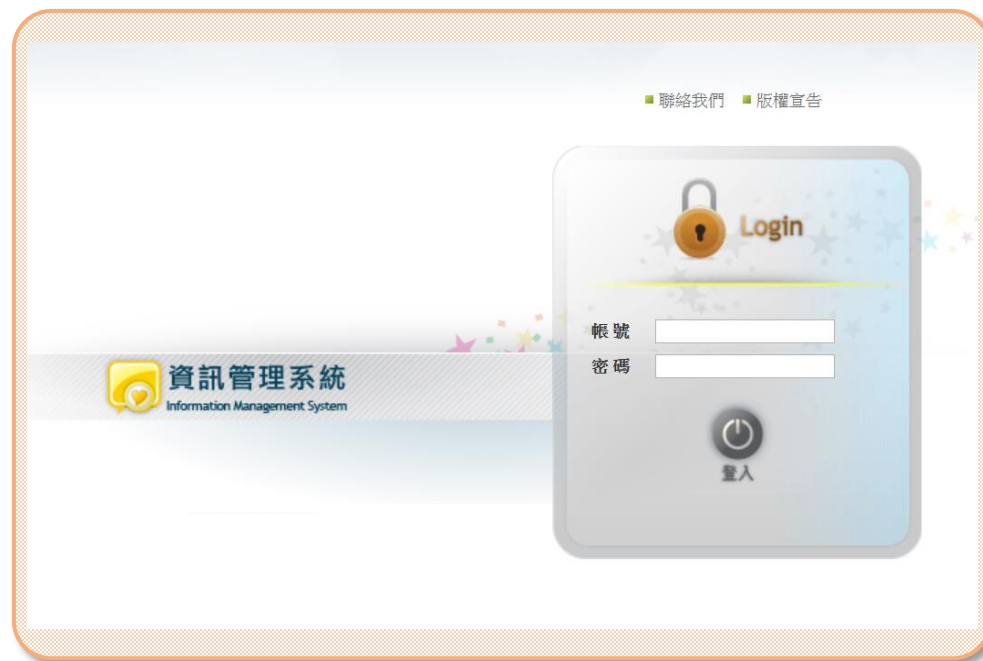 聯絡我們 版權宣告
Login
帳號
密碼
資訊管理系統
Information Management System
登入